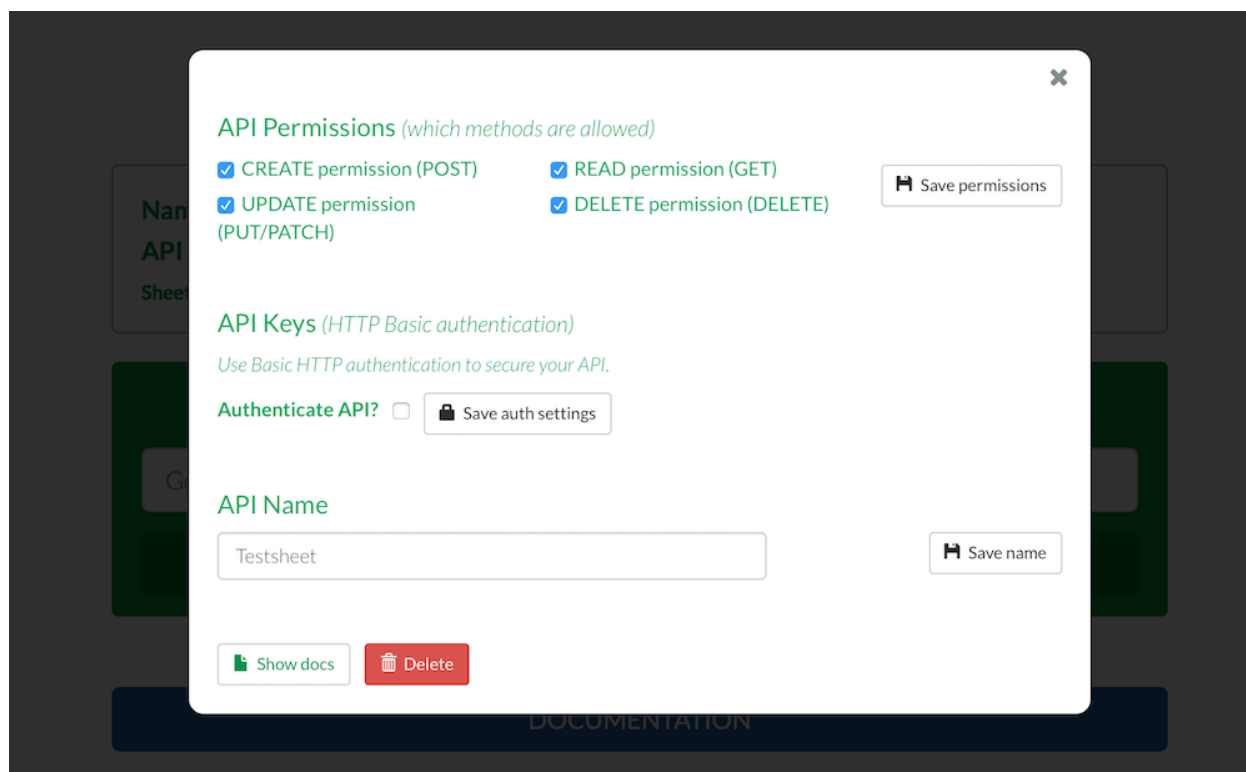 API Permissions (which methods are allowed)
CREATE permission (POST)
READ permission (GET)
Save permissions
UPDATE permission
(PUT/PATCH)
DELETE permission (DELETE)
API
API Keys (HTTP Basic authentication)
Use Basic HTTP authentication to secure your API.
Authenticate API?
Save auth settings
API Name
Testsheet
Save name
Show docs
Delete
DOCUMENTATION